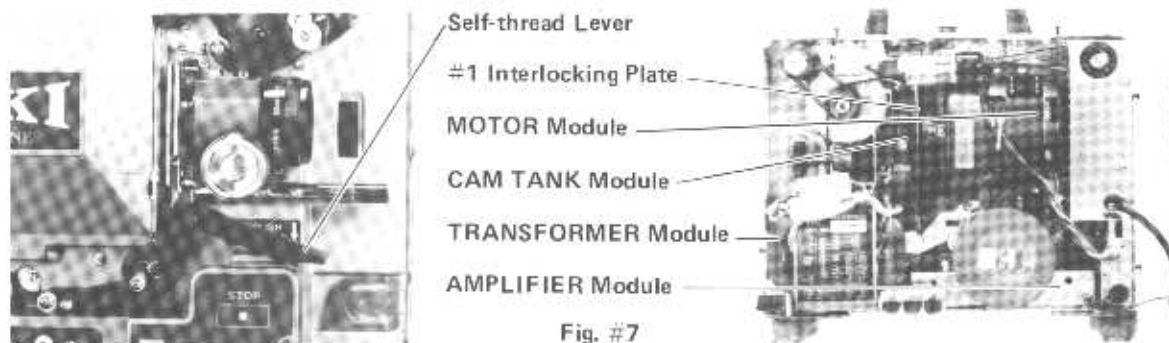 Self-thread Lever
#1 Interlocking Plate
MOTOR Module
CAM TANK Module
TRANSFORMER Module
AMPLIFIER Module
STOP
Fig. #7